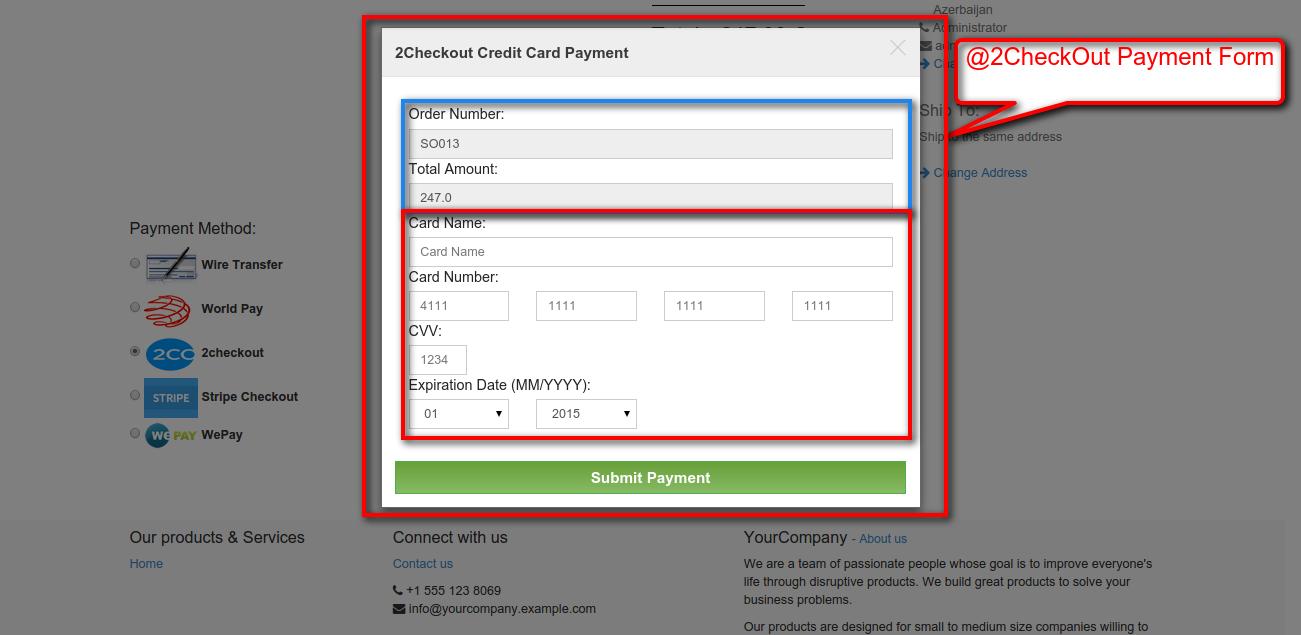 Azerbaijan
Administrator
@2CheckOut Payment Form
2Checkout Credit Card Payment
Order Number:
SO013
Total Amount:
247.0
Card Name:
Card Name
Card Number:
4111 1111 1111 1111
CVV:
1234
Expiration Date (MM/YYYY):
01 2015
Submit Payment
Ship To:
Ship to the same address
Change Address
Payment Method:
Wire Transfer
World Pay
2CO 2checkout
STRIPE Stripe Checkout
WE PAY WePay
Our products & Services
Home
Connect with us
Contact us
+1 555 123 8069
info@yourcompany.example.com
YourCompany - About us
We are a team of passionate people whose goal is to improve everyone's
life through disruptive products. We build great products to solve your
business problems.
Our products are designed for small to medium size companies willing to